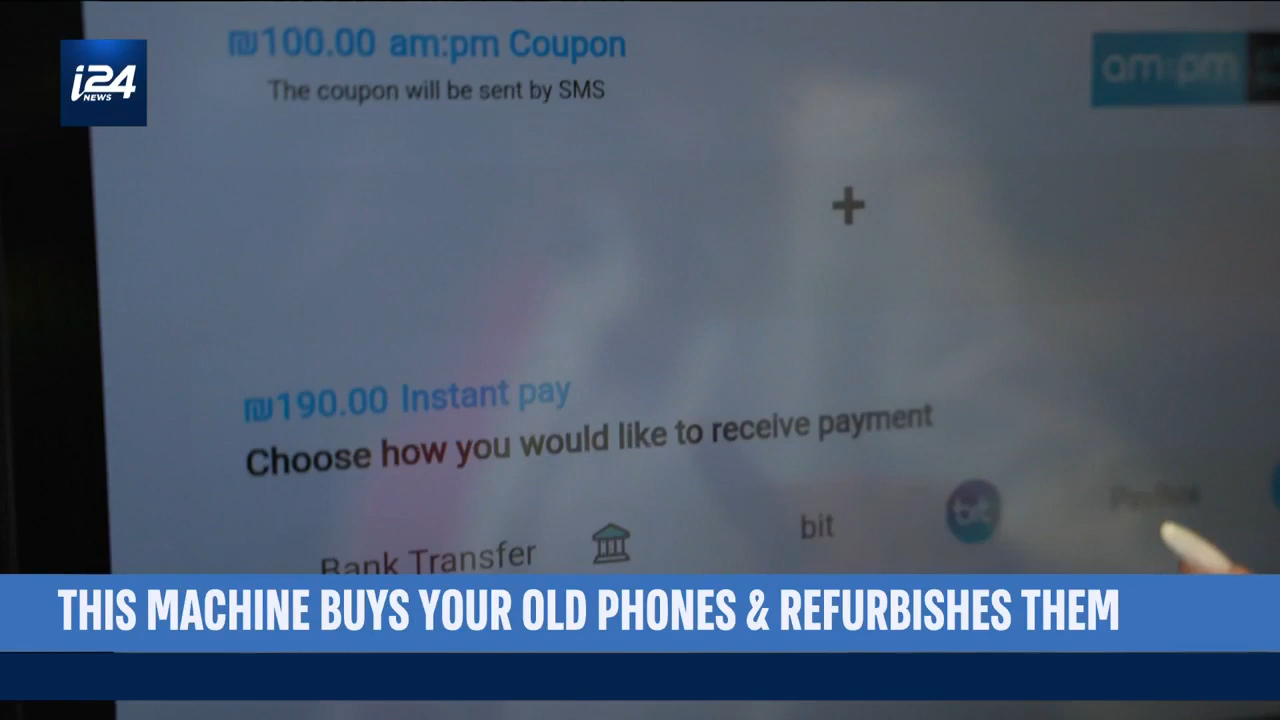 ₪100.00 am:pm Coupon
The coupon will be sent by SMS
am:pm
i24
NEWS
+
₪190.00 Instant pay
Choose how you would like to receive payment
Bank Transfer
bit
bit
THIS MACHINE BUYS YOUR OLD PHONES & REFURBISHES THEM